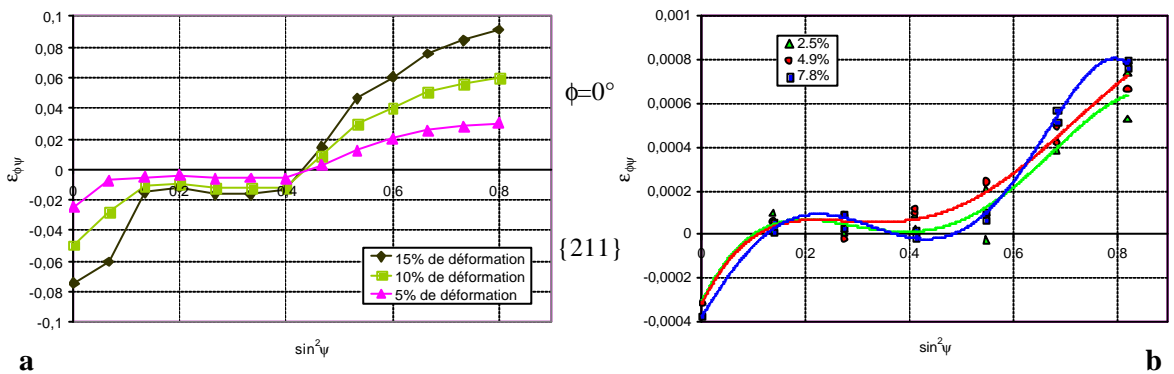 0,1
0,08
0,06
0,04
0,02
0
-0,02
-0,04
-0,06
-0,08
-0,1
0 0,2 0,4 0,6 0,8
εϕψ
sin²ψ
15% de déformation
10% de déformation
5% de déformation
a
ϕ=0°
{211}
0,001
0,0008
0,0006
0,0004
0,0002
0
-0,0002
-0,0004
0 0,2 0,4 0,6 0,8
εϕψ
sin²ψ
2.5%
4.9%
7.8%
b